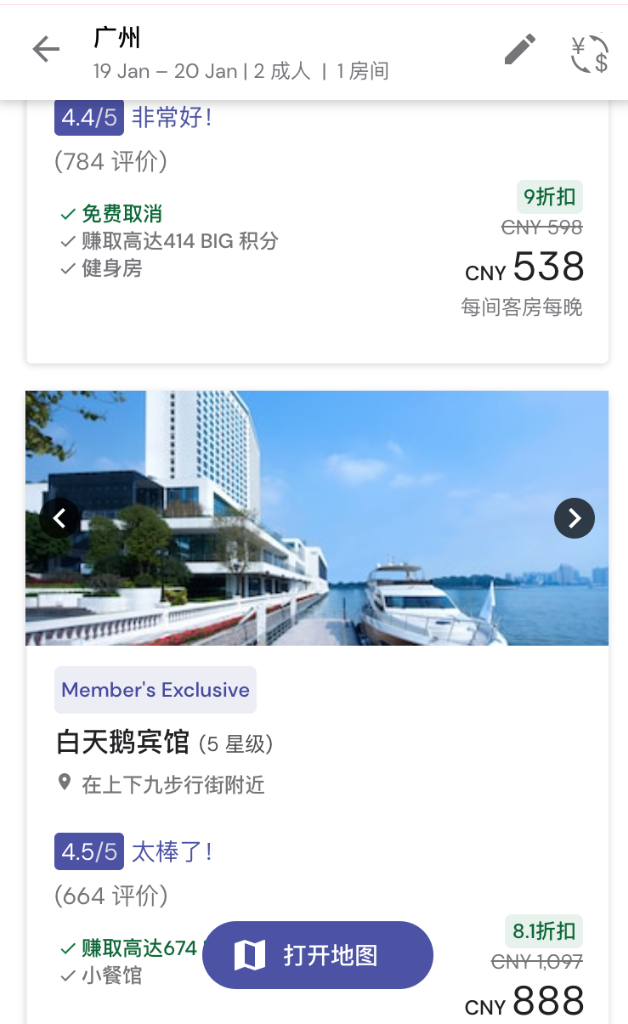 广州
19 Jan – 20 Jan | 2 成人 | 1 房间
¥ $
4.4/5 非常好!
(784 评价)
免费取消
赚取高达414 BIG 积分
健身房
9折扣
CNY 598
CNY 538
每间客房每晚
Member's Exclusive
白天鹅宾馆 (5 星级)
在上下九步行街附近
4.5/5 太棒了!
(664 评价)
赚取高达674
小餐馆
打开地图
8.1折扣
CNY 1,097
CNY 888